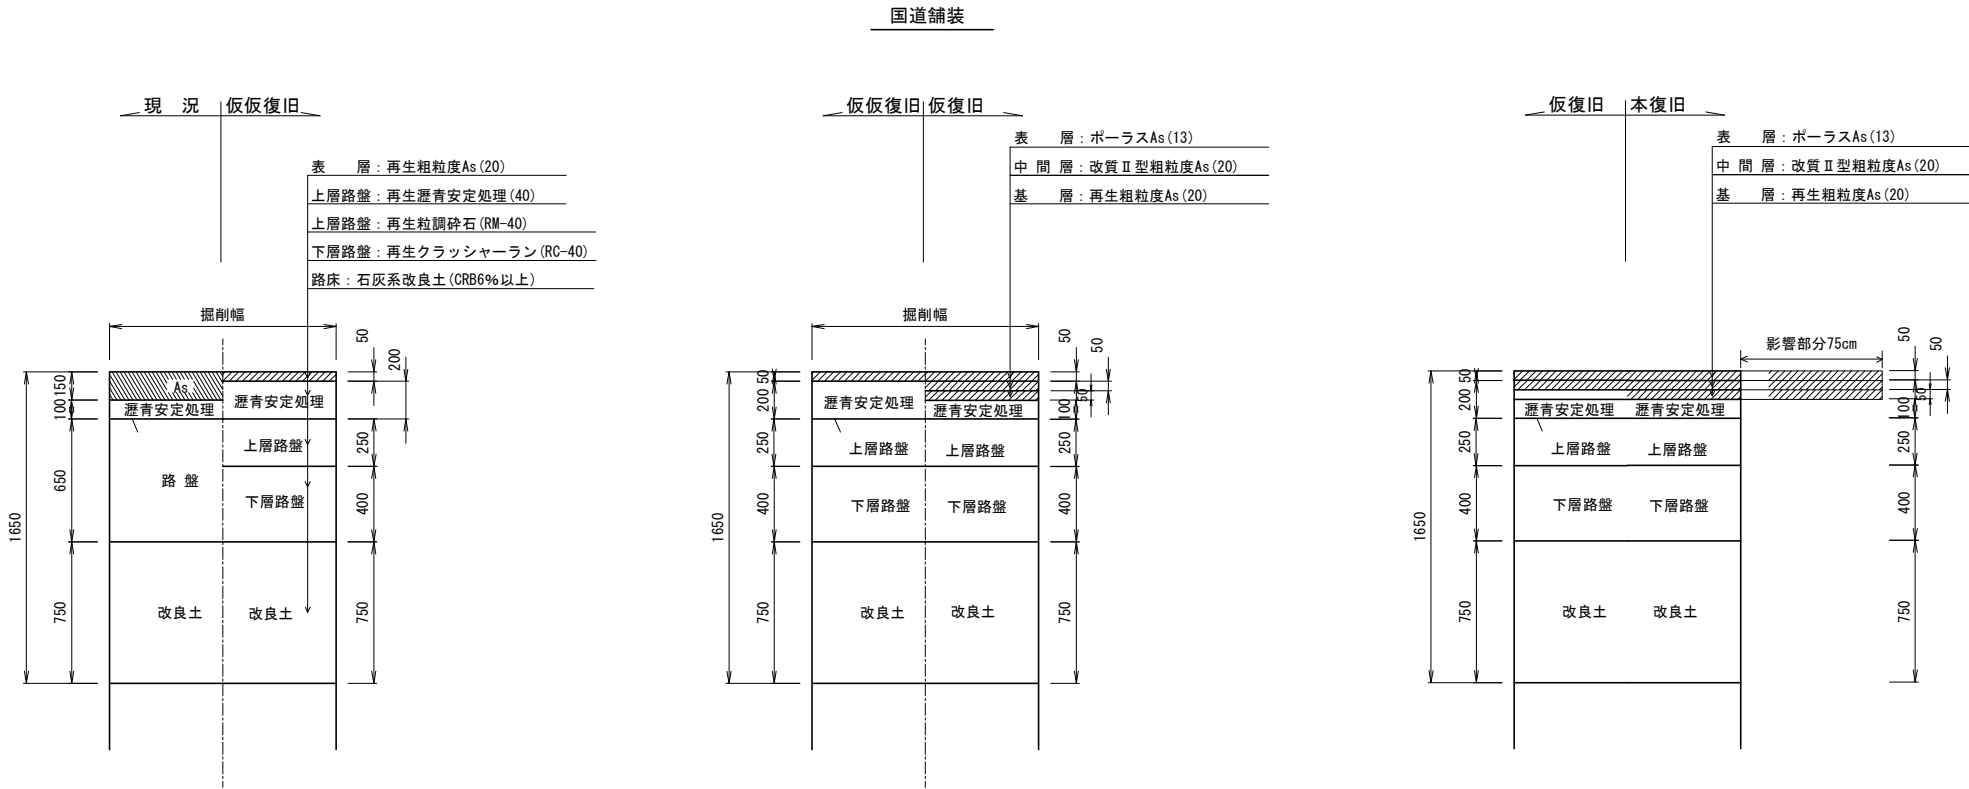 国道舗装
現 況
仮仮復旧
表 層：再生粗粒度As(20)
上層路盤：再生瀝青安定処理(40)
上層路盤：再生粒調砕石(RM-40)
下層路盤：再生クラッシャーラン(RC-40)
路床：石灰系改良土(CRB6%以上)
掘削幅
50
200
150
100
650
750
1650
As
瀝青安定処理
瀝青安定処理
上層路盤
路 盤
下層路盤
改良土
改良土
250
400
750
仮仮復旧
仮復旧
表 層：ポーラスAs(13)
中 間 層：改質Ⅱ型粗粒度As(20)
基 層：再生粗粒度As(20)
掘削幅
50
50
50
200
250
400
750
1650
瀝青安定処理
瀝青安定処理
上層路盤
上層路盤
下層路盤
下層路盤
改良土
改良土
50
100
250
400
750
仮復旧
本復旧
表 層：ポーラスAs(13)
中 間 層：改質Ⅱ型粗粒度As(20)
基 層：再生粗粒度As(20)
影響部分75cm
50
50
50
200
250
400
750
1650
瀝青安定処理
瀝青安定処理
上層路盤
上層路盤
下層路盤
下層路盤
改良土
改良土
50
100
250
400
750